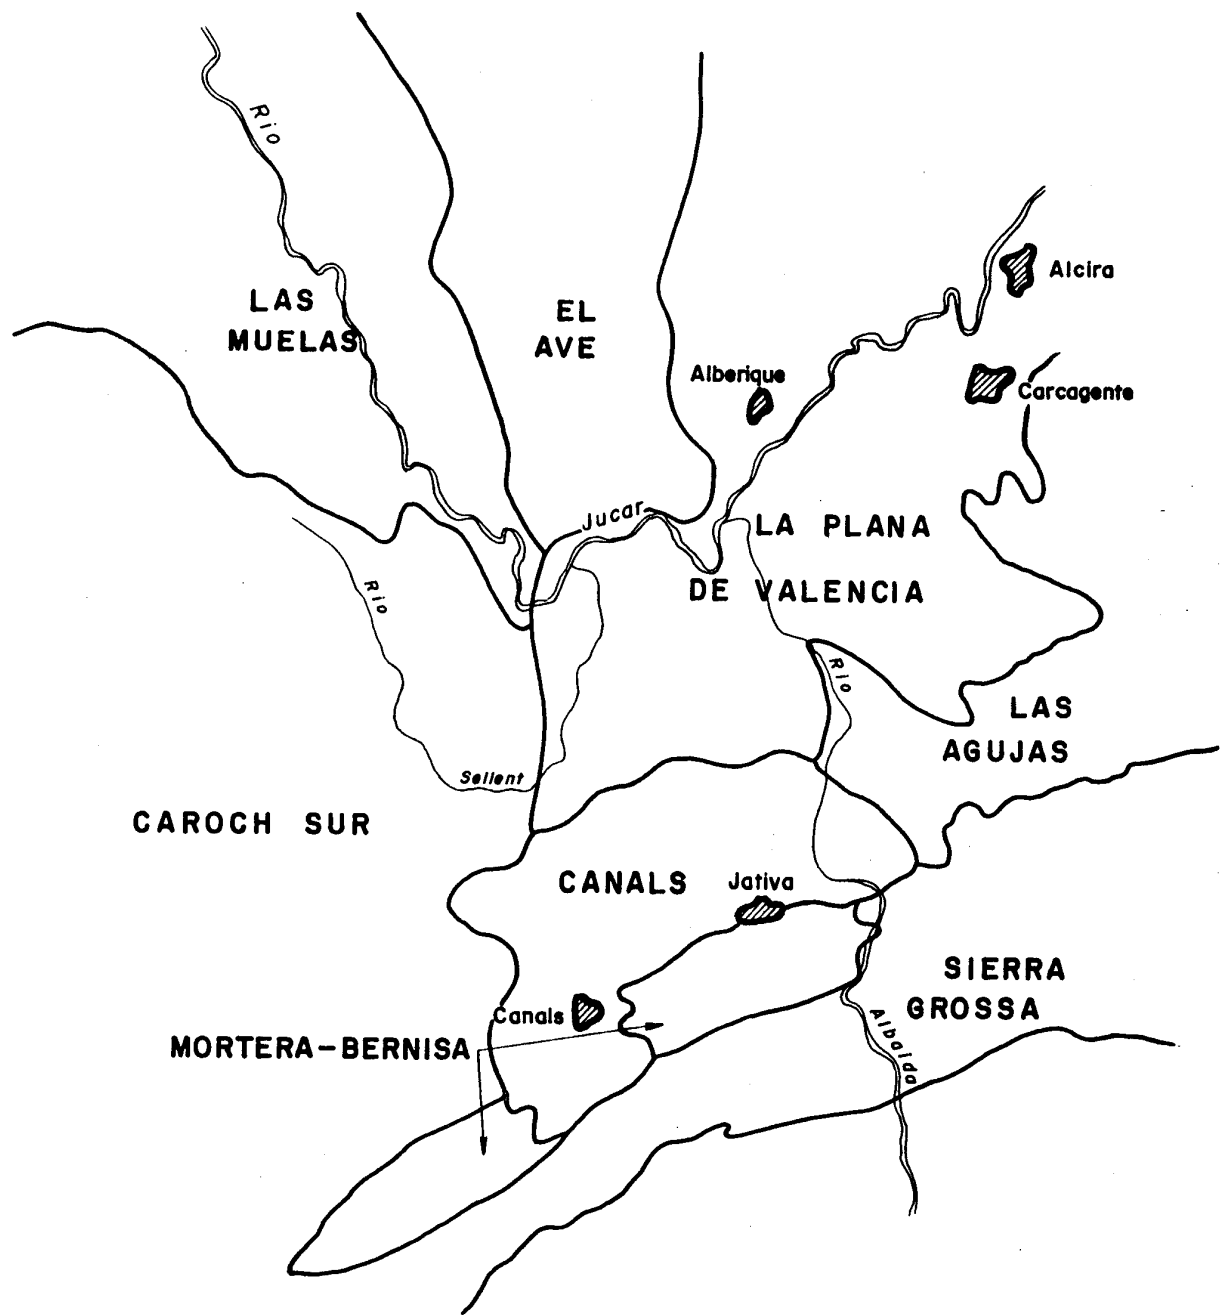 Rio
Alcira
LAS
MUELAS
EL
AVE
Alberique
Carcagente
Jucar
LA PLANA
DE VALENCIA
Rio
Rio
LAS
AGUJAS
Sellent
CAROCH SUR
CANALS
Jativa
SIERRA
GROSSA
Canals
MORTERA-BERNISA
Albaida